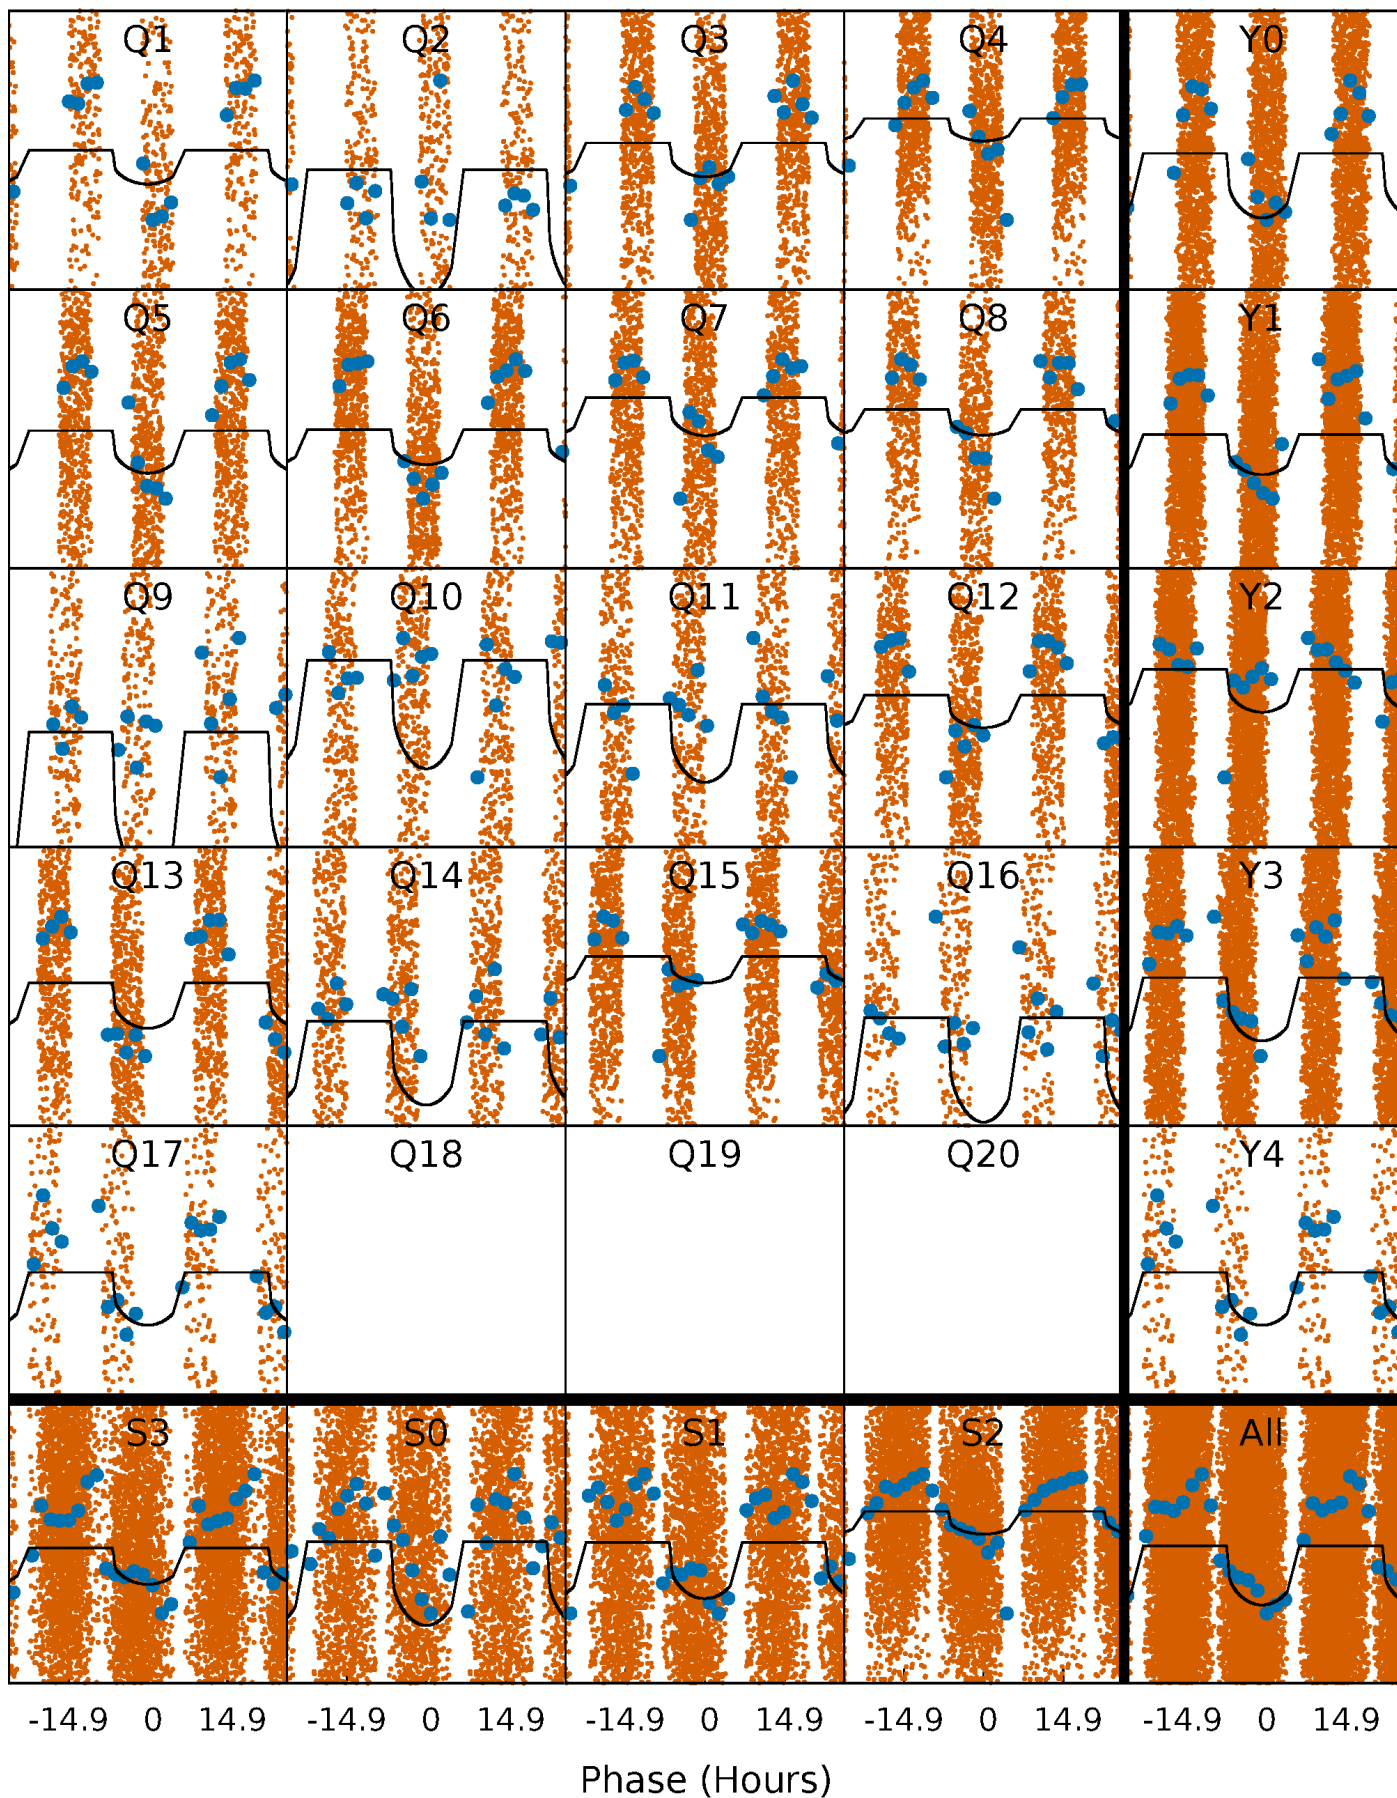 Q1 Q2 Q3 Q4 Y0
Q5 Q6 Q7 Q8 Y1
Q9 Q10 Q11 Q12 Y2
Q13 Q14 Q15 Q16 Y3
Q17 Q18 Q19 Q20 Y4
S3 S0 S1 S2 All
-14.9 0 14.9 -14.9 0 14.9 -14.9 0 14.9 -14.9 0 14.9 -14.9 0 14.9
Phase (Hours)